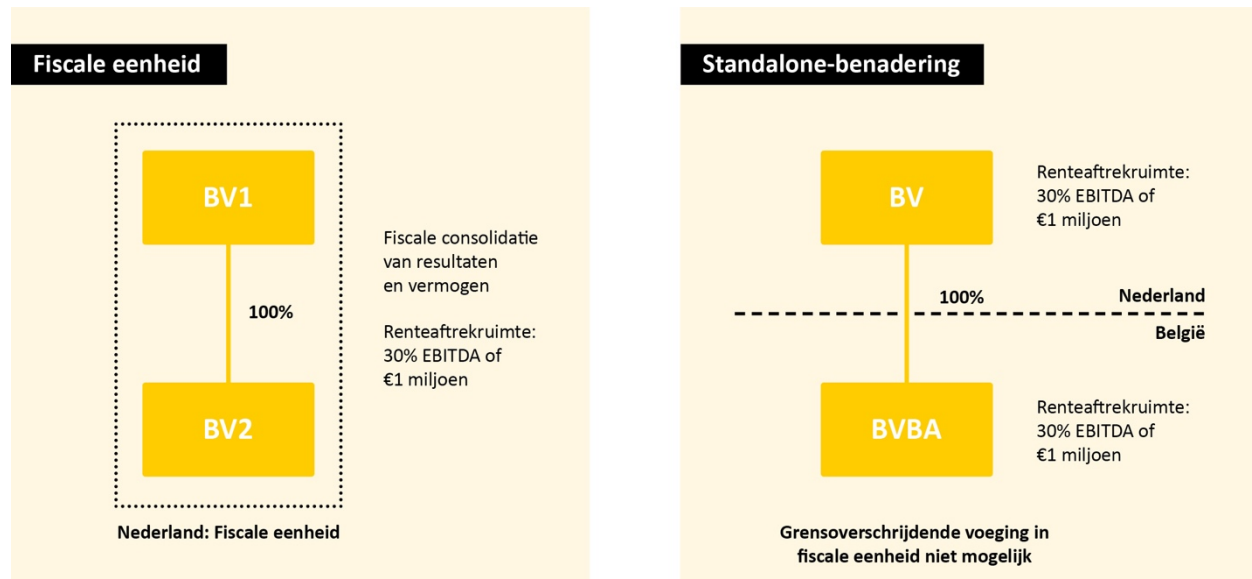 Fiscale eenheid
BV1
Fiscale consolidatie
van resultaten
en vermogen
100%
Renteaftrekruimte:
30% EBITDA of
€1 miljoen
BV2
Nederland: Fiscale eenheid
Standalone-benadering
BV
Renteaftrekruimte:
30% EBITDA of
€1 miljoen
100%
Nederland
België
BVBA
Renteaftrekruimte:
30% EBITDA of
€1 miljoen
Grensoverschrijdende voeging in
fiscale eenheid niet mogelijk